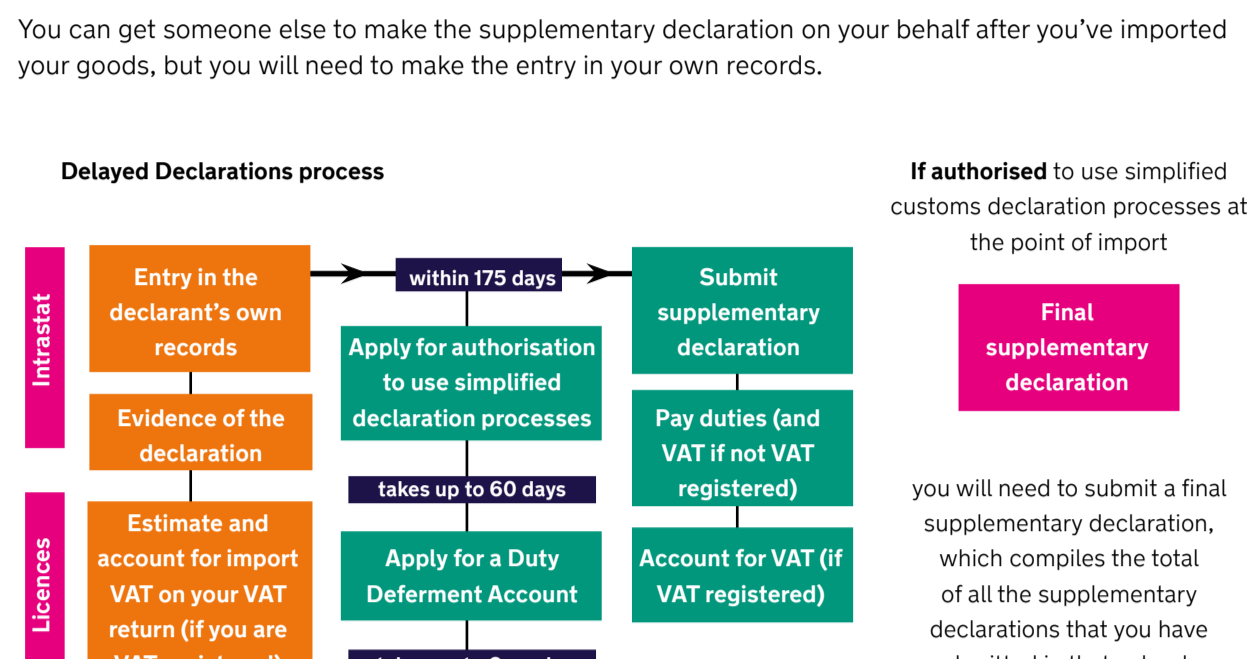 You can get someone else to make the supplementary declaration on your behalf after you’ve imported
your goods, but you will need to make the entry in your own records.
Delayed Declarations process
Intrastat
Licences
Entry in the
declarant’s own
records
Evidence of the
declaration
Estimate and
account for import
VAT on your VAT
return (if you are
within 175 days
Apply for authorisation
to use simplified
declaration processes
takes up to 60 days
Apply for a Duty
Deferment Account
Submit
supplementary
declaration
Pay duties (and
VAT if not VAT
registered)
Account for VAT (if
VAT registered)
If authorised to use simplified
customs declaration processes at
the point of import
Final
supplementary
declaration
you will need to submit a final
supplementary declaration,
which compiles the total
of all the supplementary
declarations that you have